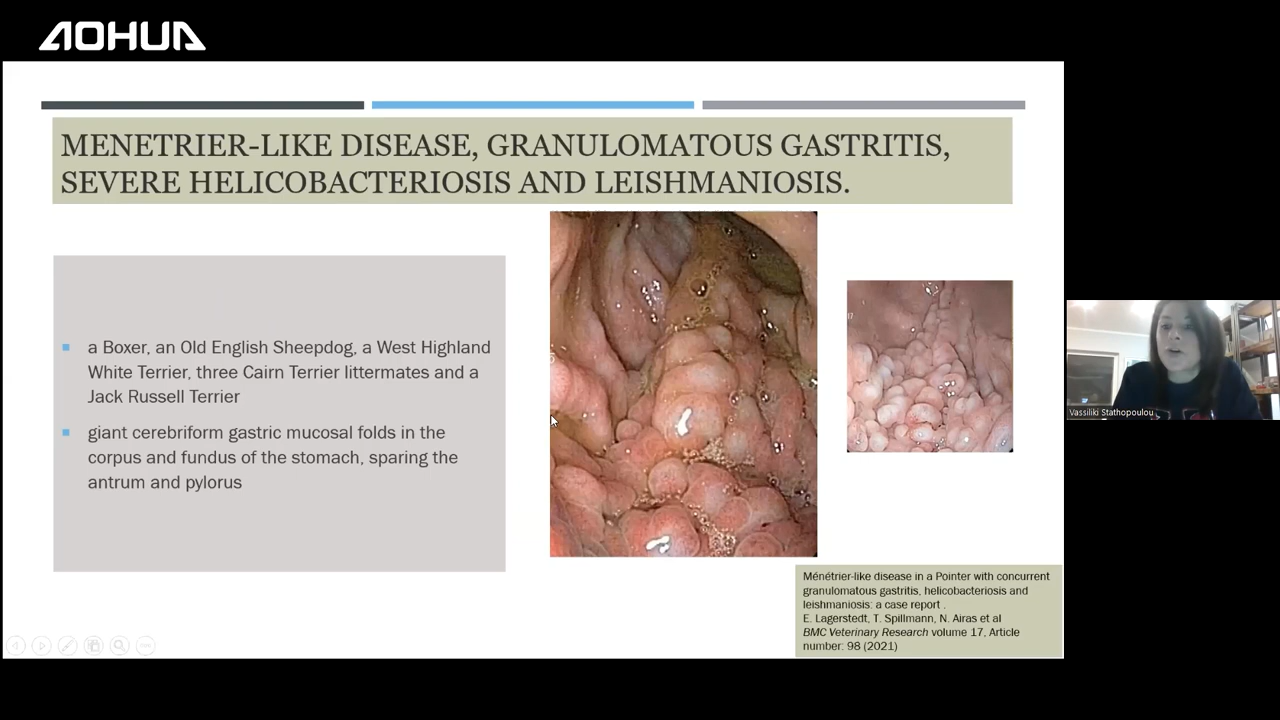 AOHUA
MENETRIER-LIKE DISEASE, GRANULOMATOUS GASTRITIS,
SEVERE HELICOBACTERIOSIS AND LEISHMANIOSIS.
a Boxer, an Old English Sheepdog, a West Highland
White Terrier, three Cairn Terrier littermates and a
Jack Russell Terrier
giant cerebriform gastric mucosal folds in the
corpus and fundus of the stomach, sparing the
antrum and pylorus
Ménétrier-like disease in a Pointer with concurrent
granulomatous gastritis, helicobacteriosis and
leishmaniosis: a case report .
E. Lagerstedt, T. Spillmann, N. Airas et al
BMC Veterinary Research volume 17, Article
number: 98 (2021)
Vassiliki Stathopoulou